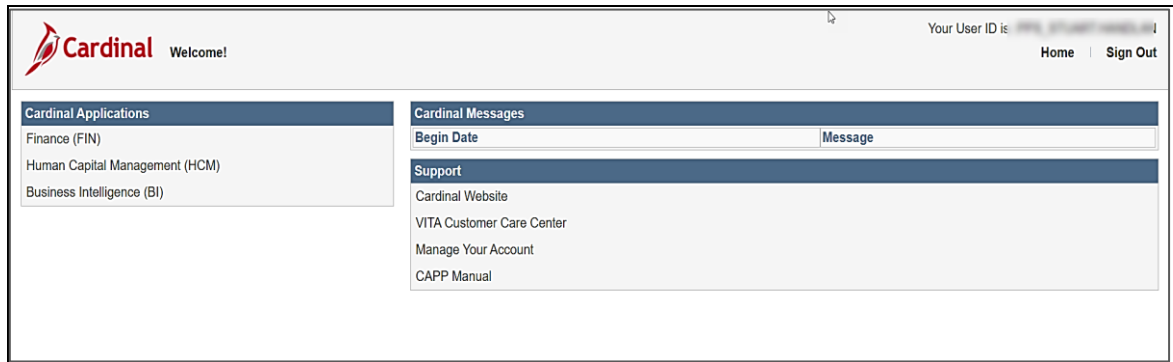 Your User ID is
Cardinal Welcome!
Home | Sign Out
Cardinal Applications
Finance (FIN)
Human Capital Management (HCM)
Business Intelligence (BI)
Cardinal Messages
Begin Date Message
Support
Cardinal Website
VITA Customer Care Center
Manage Your Account
CAPP Manual